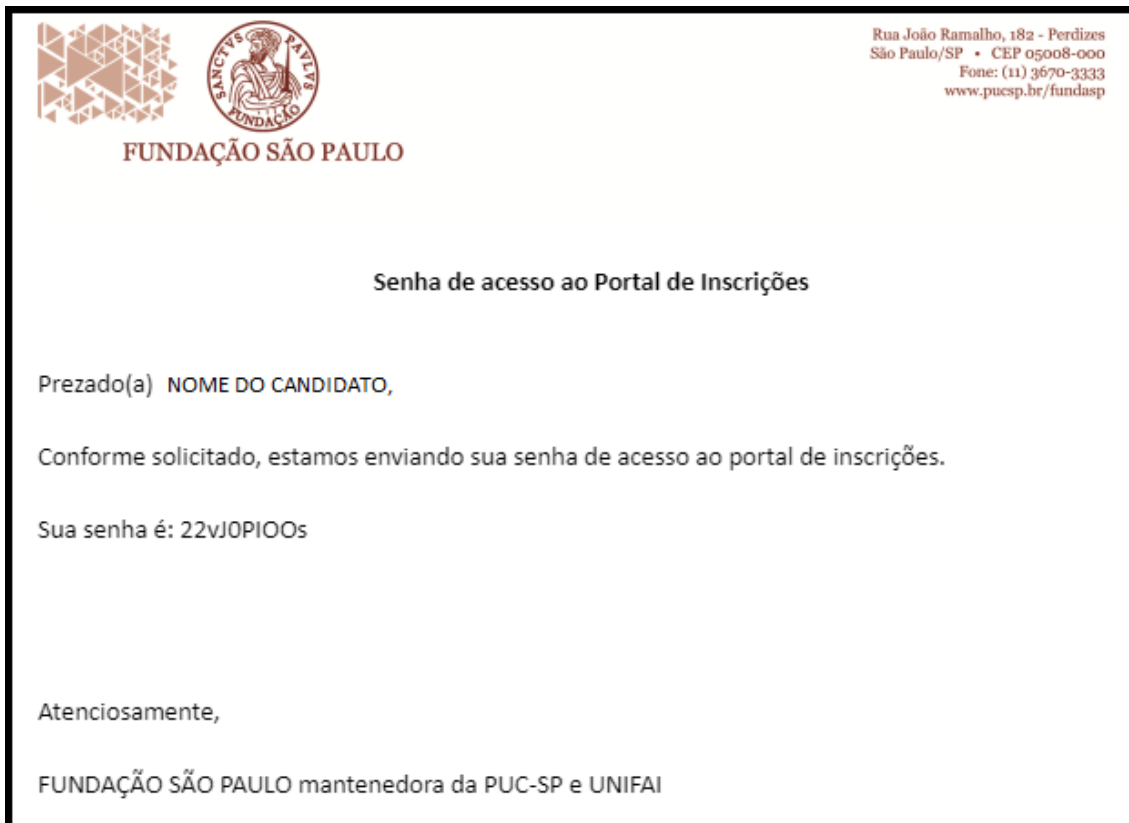 SANCTVS PAVLVS
FUNDAÇÃO
FUNDAÇÃO SÃO PAULO
Rua João Ramalho, 182 - Perdizes
São Paulo/SP • CEP 05008-000
Fone: (11) 3670-3333
www.pucsp.br/fundasp
Senha de acesso ao Portal de Inscrições
Prezado(a) NOME DO CANDIDATO,
Conforme solicitado, estamos enviando sua senha de acesso ao portal de inscrições.
Sua senha é: 22vJ0PIOOs
Atenciosamente,
FUNDAÇÃO SÃO PAULO mantenedora da PUC-SP e UNIFAI